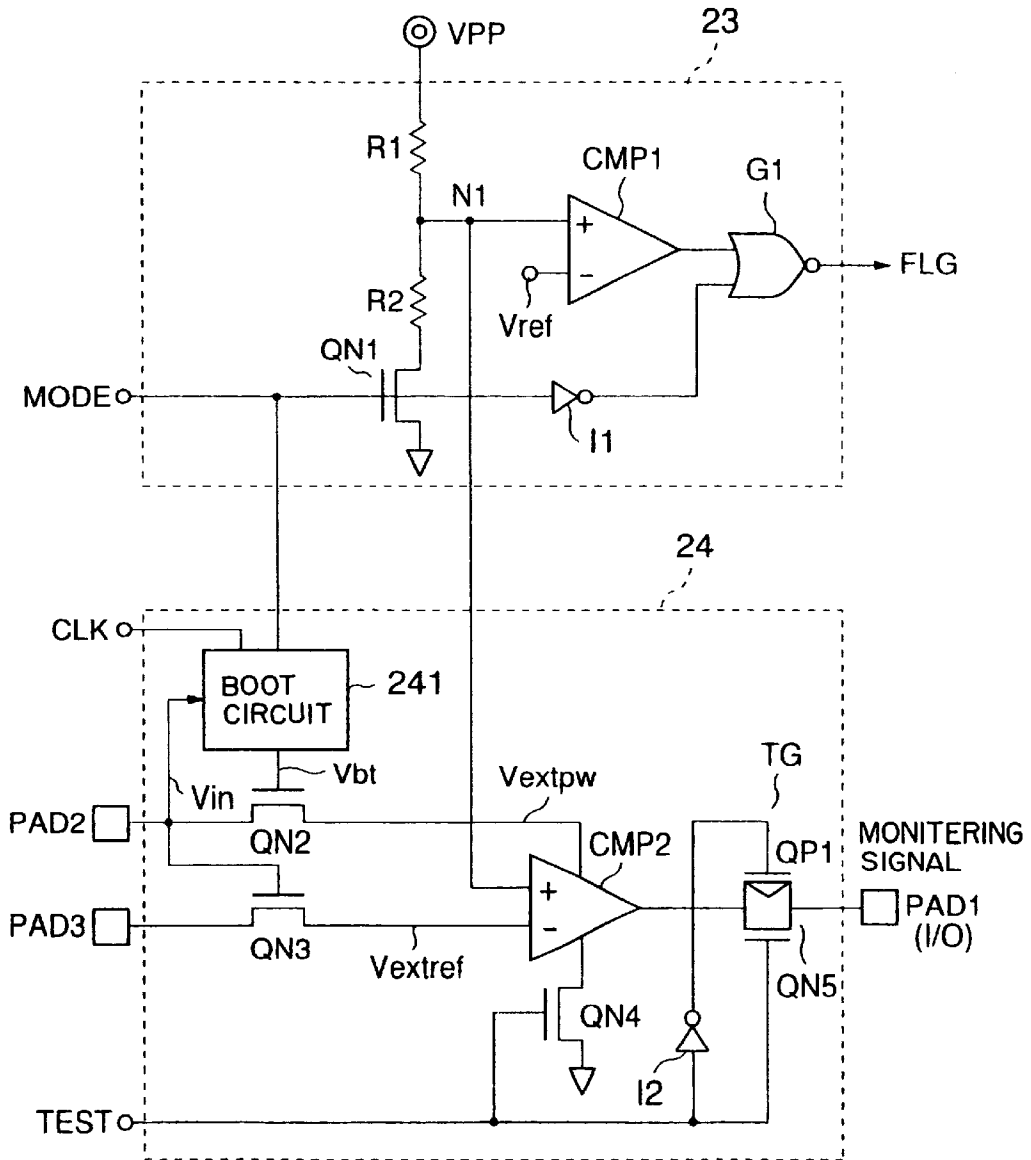 23
VPP
R1
CMP1
G1
N1
+
-
FLG
R2
Vref
QN1
MODE
I1
24
CLK
BOOT
CIRCUIT
241
Vbt
TG
Vin
Vextpw
PAD2
QN2
CMP2
QP1
MONITERING
SIGNAL
+
-
PAD3
QN3
PAD1
(I/O)
Vextref
QN5
QN4
I2
TEST